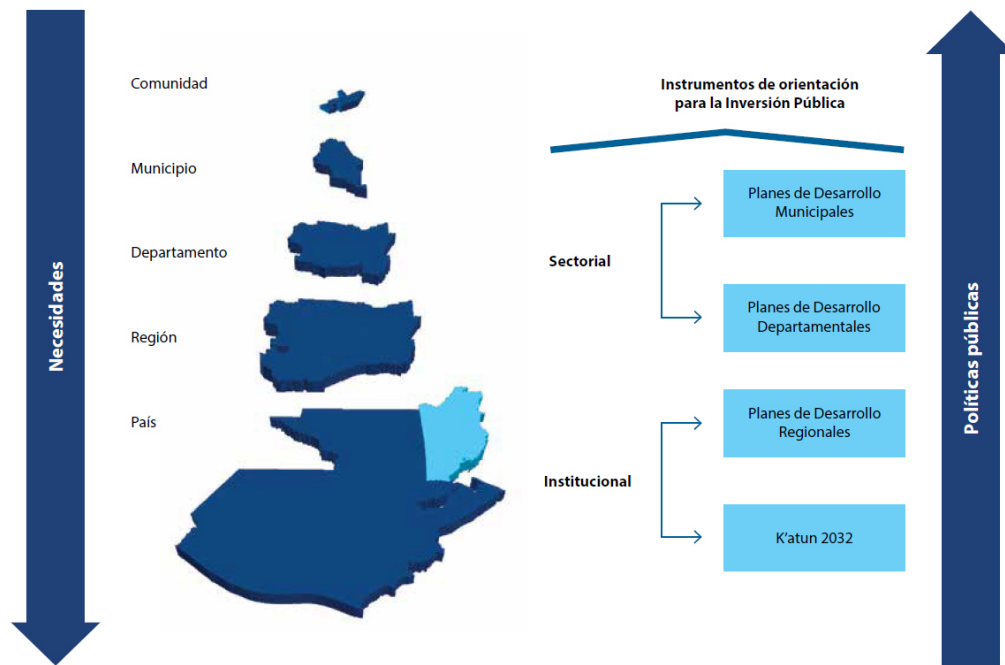 Necesidades
Comunidad
Municipio
Departamento
Región
País
Instrumentos de orientación
para la Inversión Pública
Sectorial
Planes de Desarrollo
Municipales
Planes de Desarrollo
Departamentales
Institucional
Planes de Desarrollo
Regionales
K'atun 2032
Políticas públicas